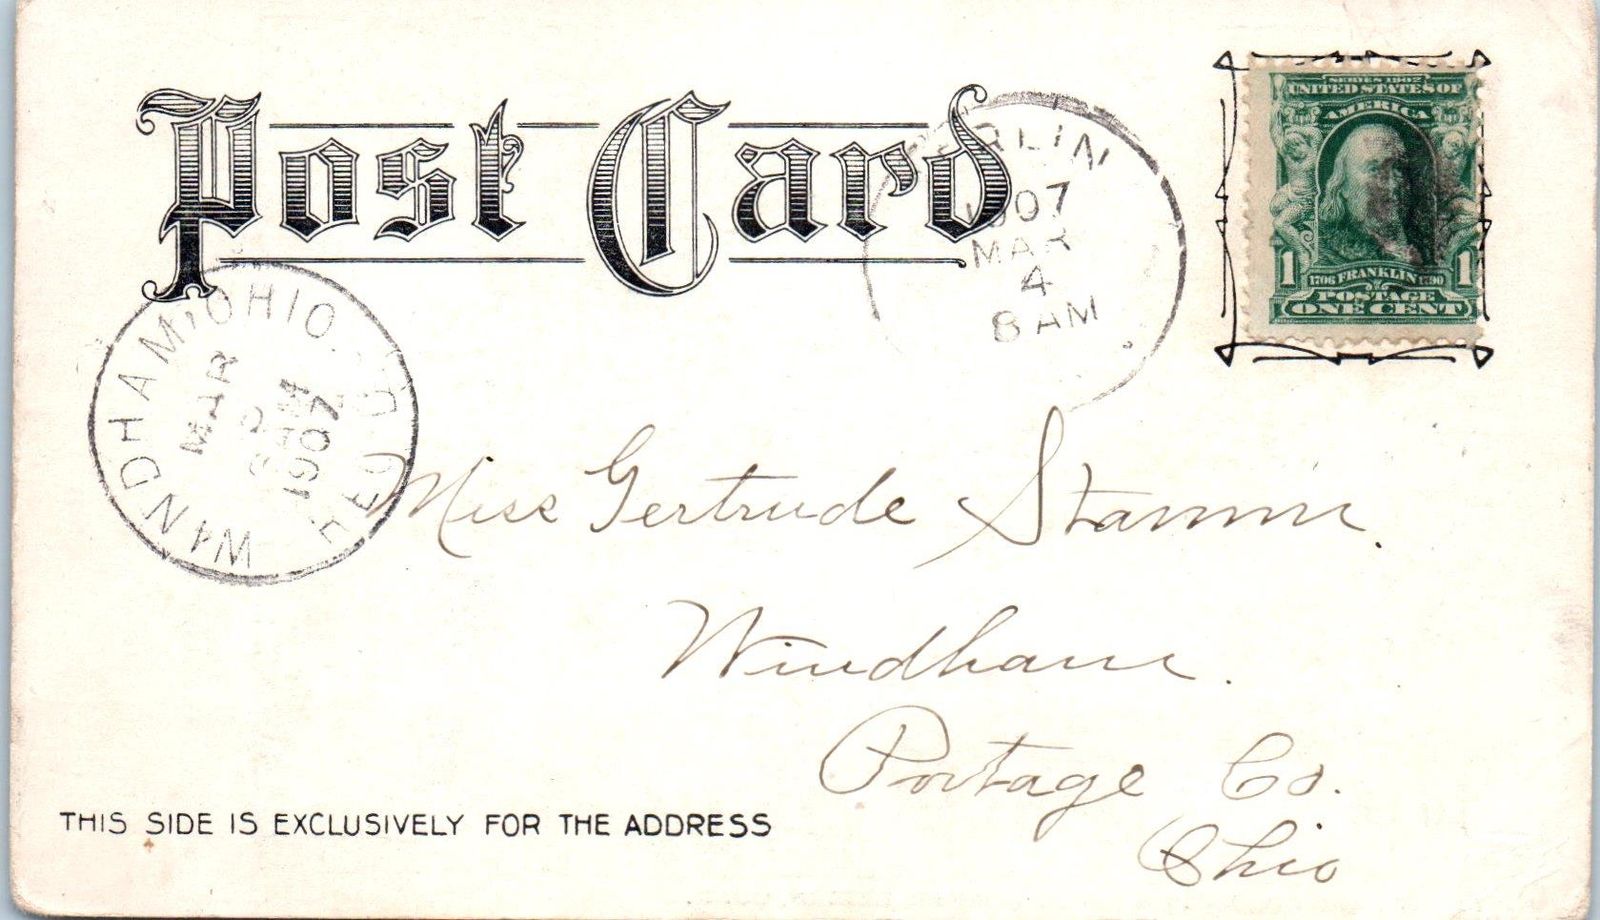 Post Card
SERIES 1902
UNITED STATES OF
AMERICA
1 1706 FRANKLIN 1790 1
POSTAGE
ONE CENT
RLIN
1907
MAR
4
8 AM
WINDHAM, OHIO.
REC'D.
MAR
1907
Miss Gertrude Stamm.
Windham.
Portage Co.
Ohio
THIS SIDE IS EXCLUSIVELY FOR THE ADDRESS